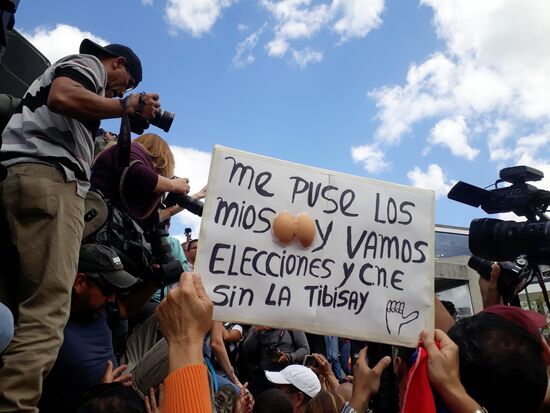 me PUSE LOS
MIOS Y VAMOS
ELECCIONES Y CNE
Sin LA TIBISAY